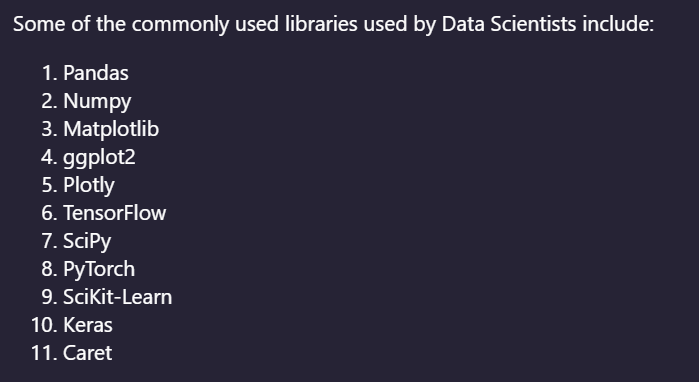 Some of the commonly used libraries used by Data Scientists include:
1. Pandas
2. Numpy
3. Matplotlib
4. ggplot2
5. Plotly
6. TensorFlow
7. SciPy
8. PyTorch
9. SciKit-Learn
10. Keras
11. Caret